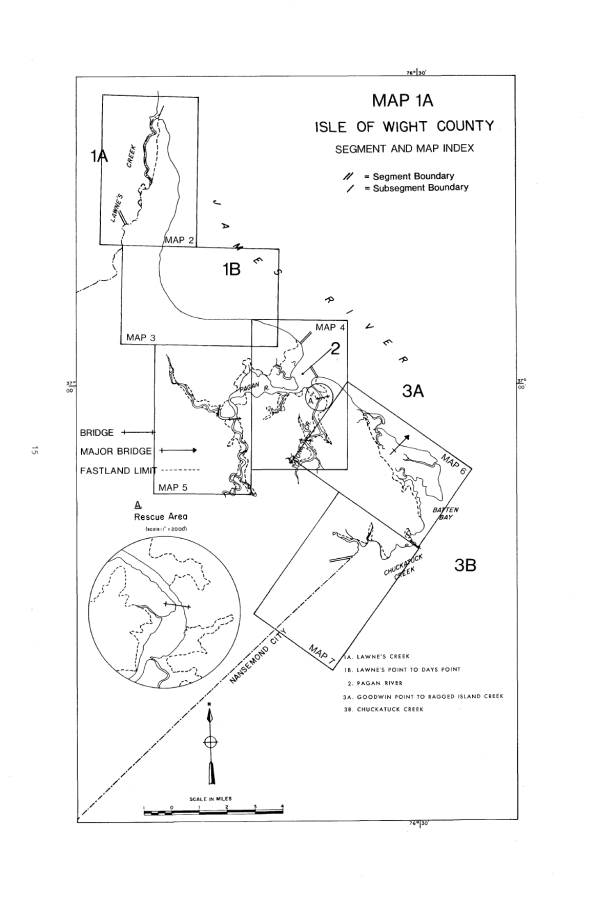 76° 30'
MAP 1A
ISLE OF WIGHT COUNTY
SEGMENT AND MAP INDEX
// = Segment Boundary
/ = Subsegment Boundary
1A
CREEK
LAWNE'S
MAP 2
JAMES RIVER
1B
MAP 3
MAP 4
2
37° 00'
PAGAN R.
A
3A
37° 00'
BRIDGE
MAJOR BRIDGE
FASTLAND LIMIT
MAP 5
MAP 6
BATTEN BAY
15
A.
Rescue Area
(scale=1" = 2000')
CHUCKATUCK CREEK
3B
MAP 7
NANSEMOND CITY
1A. LAWNE'S CREEK
1B. LAWNE'S POINT TO DAYS POINT
2. PAGAN RIVER
3A. GOODWIN POINT TO RAGGED ISLAND CREEK
3B. CHUCKATUCK CREEK
SCALE IN MILES
1 0 1 2 3 4
76° 30'